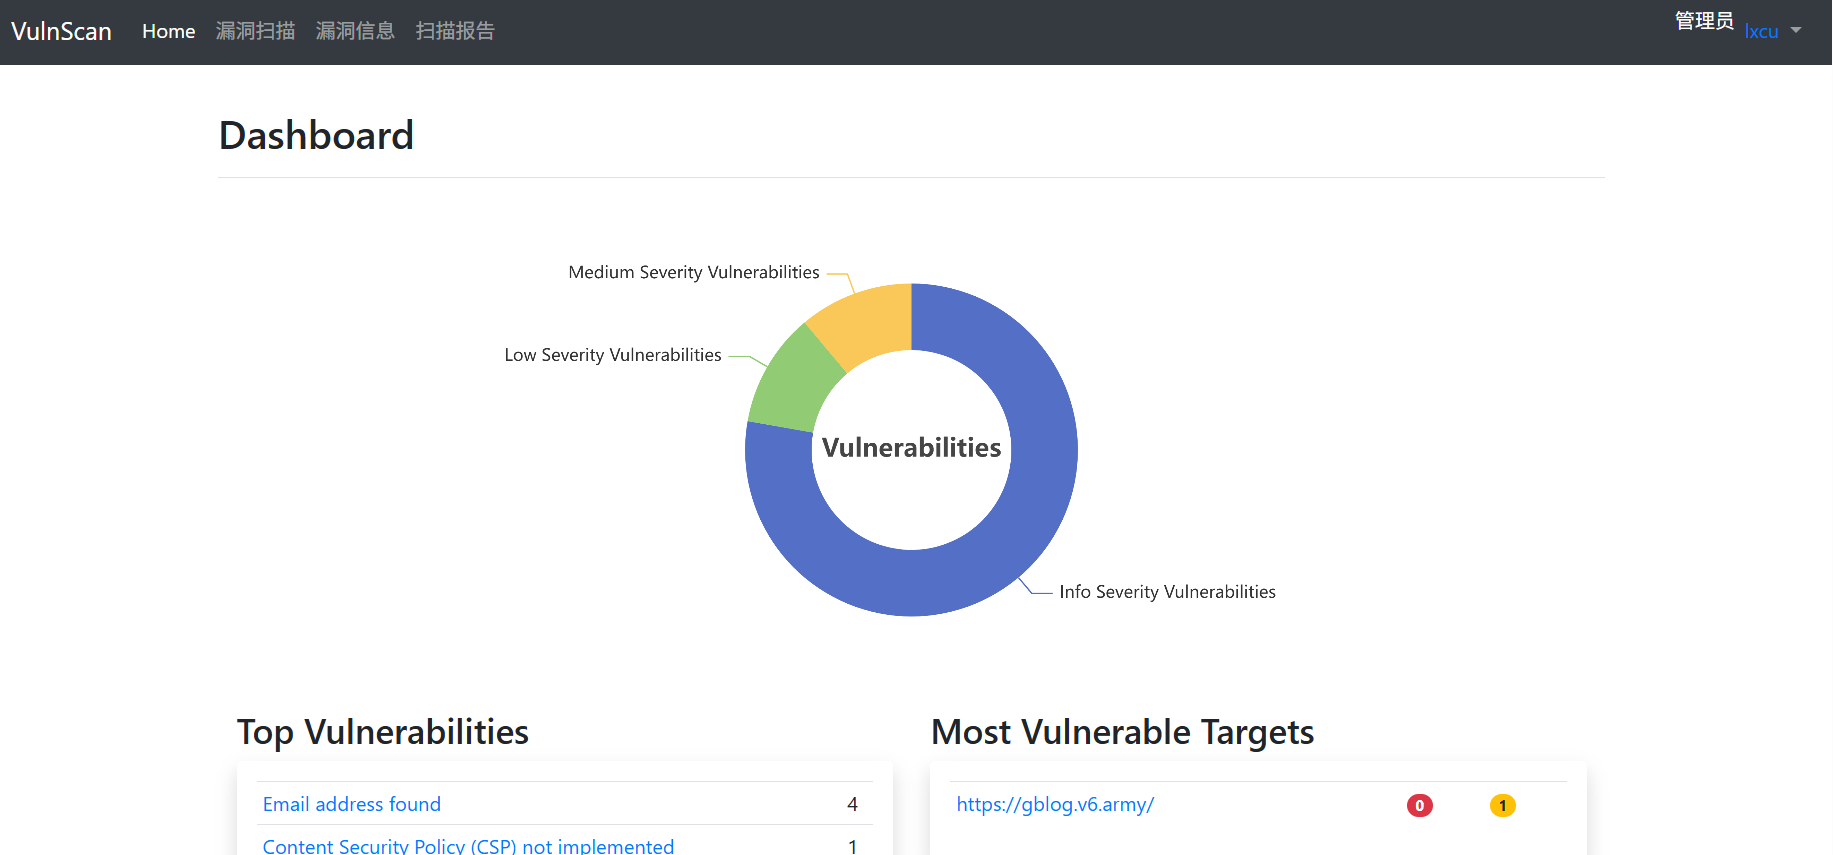 VulnScan Home 漏洞扫描 漏洞信息 扫描报告 管理员 lxcu
Dashboard
Medium Severity Vulnerabilities
Low Severity Vulnerabilities
Vulnerabilities
Info Severity Vulnerabilities
Top Vulnerabilities
Email address found 4
Content Security Policy (CSP) not implemented 1
Most Vulnerable Targets
https://gblog.v6.army/ 0 1